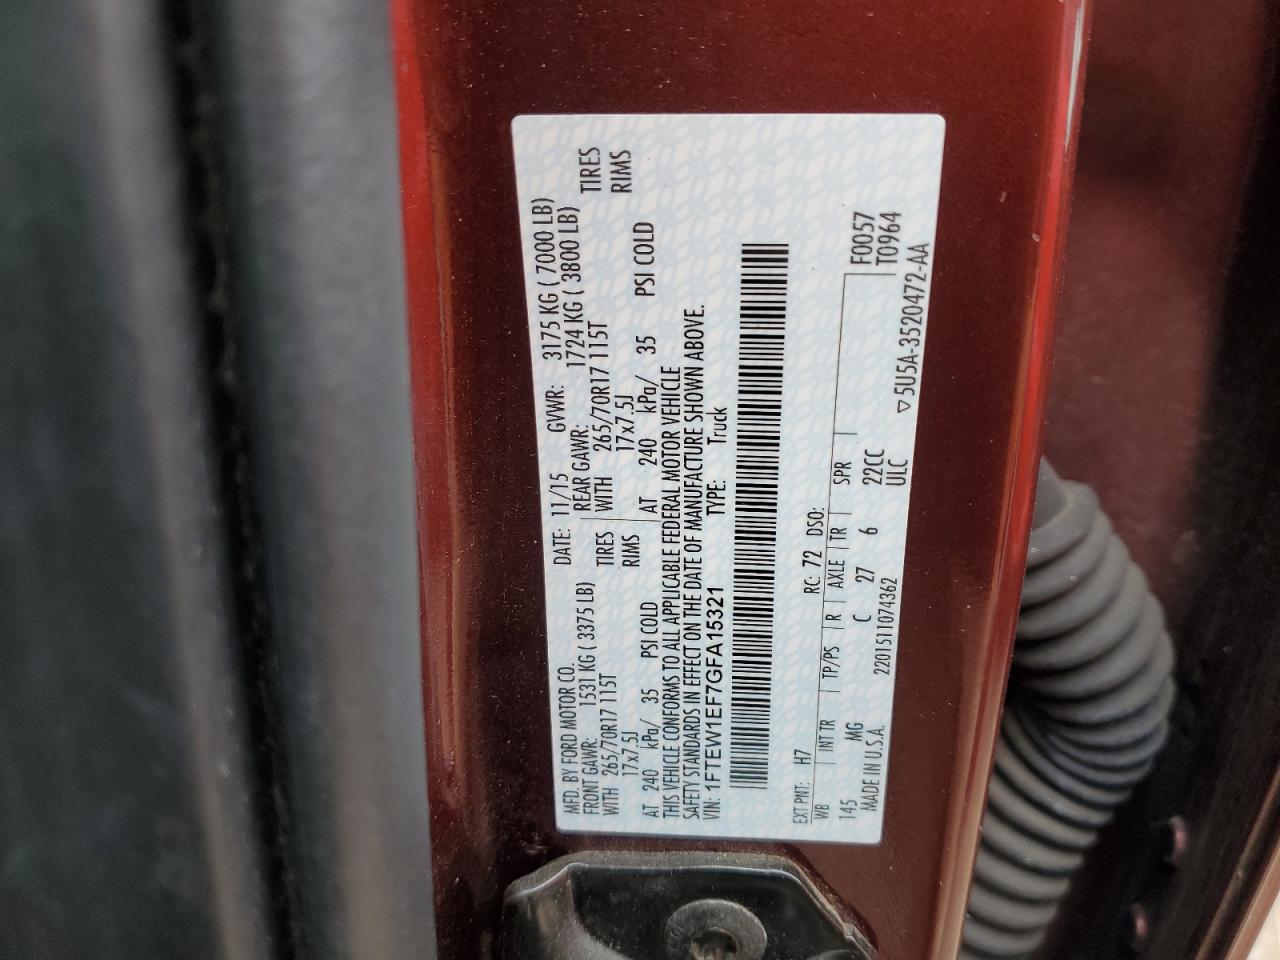 MFD. BY FORD MOTOR CO. DATE: 11/15 GVWR: 3175 KG ( 7000 LB)
FRONT GAWR: 1531 KG ( 3375 LB) REAR GAWR: 1724 KG ( 3800 LB)
WITH 265/70R17 115T TIRES WITH 265/70R17 115T TIRES
17x7.5J RIMS 17x7.5J RIMS
AT 240 kPa/ 35 PSI COLD AT 240 kPa/ 35 PSI COLD
THIS VEHICLE CONFORMS TO ALL APPLICABLE FEDERAL MOTOR VEHICLE
SAFETY STANDARDS IN EFFECT ON THE DATE OF MANUFACTURE SHOWN ABOVE.
VIN: 1FTEW1EF7GFA15321 TYPE: Truck
EXT PNT: H7 RC: 72 DSO: F0057
WB INT TR TP/PS R AXLE TR SPR T0964
145 MG C 27 6 22CC
MADE IN U.S.A. 220151107 4362 ULC
▽5U5A-3520472-AA